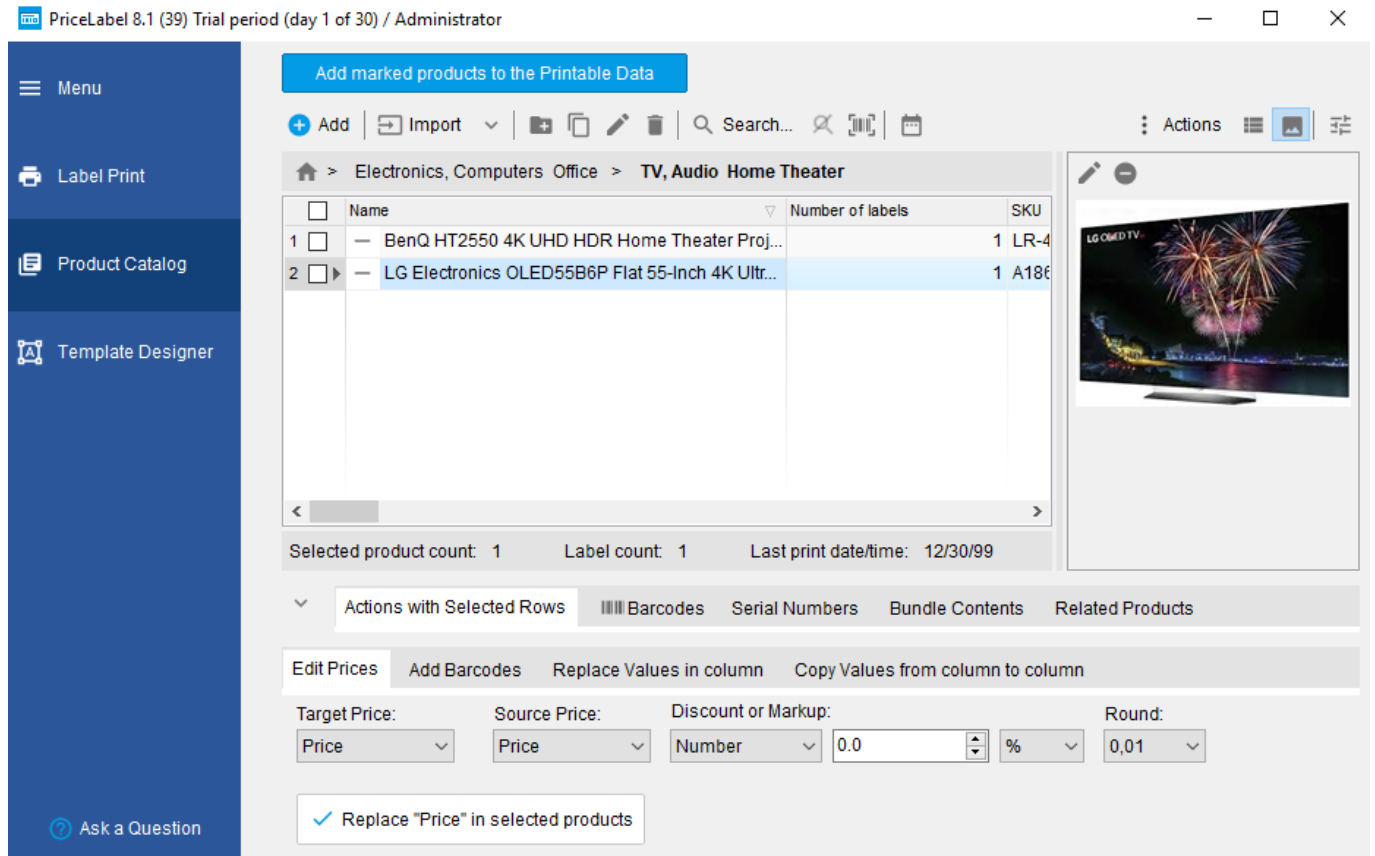 PriceLabel 8.1 (39) Trial period (day 1 of 30) / Administrator
Menu
Label Print
Product Catalog
Template Designer
Ask a Question
Add marked products to the Printable Data
Add Import Search... Actions
> Electronics, Computers Office > TV, Audio Home Theater
Name Number of labels SKU
1 BenQ HT2550 4K UHD HDR Home Theater Proj... 1 LR-4
2 LG Electronics OLED55B6P Flat 55-Inch 4K Ultr... 1 A186
LG OLED TV
Selected product count: 1 Label count: 1 Last print date/time: 12/30/99
Actions with Selected Rows Barcodes Serial Numbers Bundle Contents Related Products
Edit Prices Add Barcodes Replace Values in column Copy Values from column to column
Target Price: Source Price: Discount or Markup: Round:
Price Price Number 0.0 % 0,01
Replace "Price" in selected products